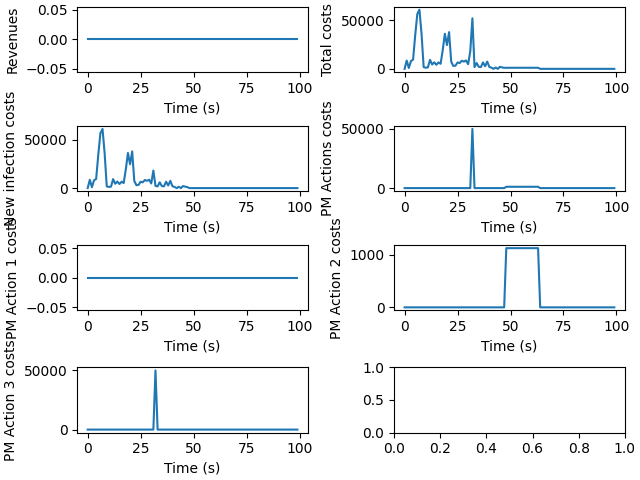 Revenues
0.05
0.00
−0.05
0 25 50 75 100
Time (s)
Total costs
50000
0
0 25 50 75 100
Time (s)
New infection costs
50000
0
0 25 50 75 100
Time (s)
PM Actions costs
50000
0
0 25 50 75 100
Time (s)
PM Action 1 costs
0.05
0.00
−0.05
0 25 50 75 100
Time (s)
PM Action 2 costs
1000
0
0 25 50 75 100
Time (s)
PM Action 3 costs
50000
0
0 25 50 75 100
Time (s)
1.0
0.5
0.0
0.0 0.2 0.4 0.6 0.8 1.0